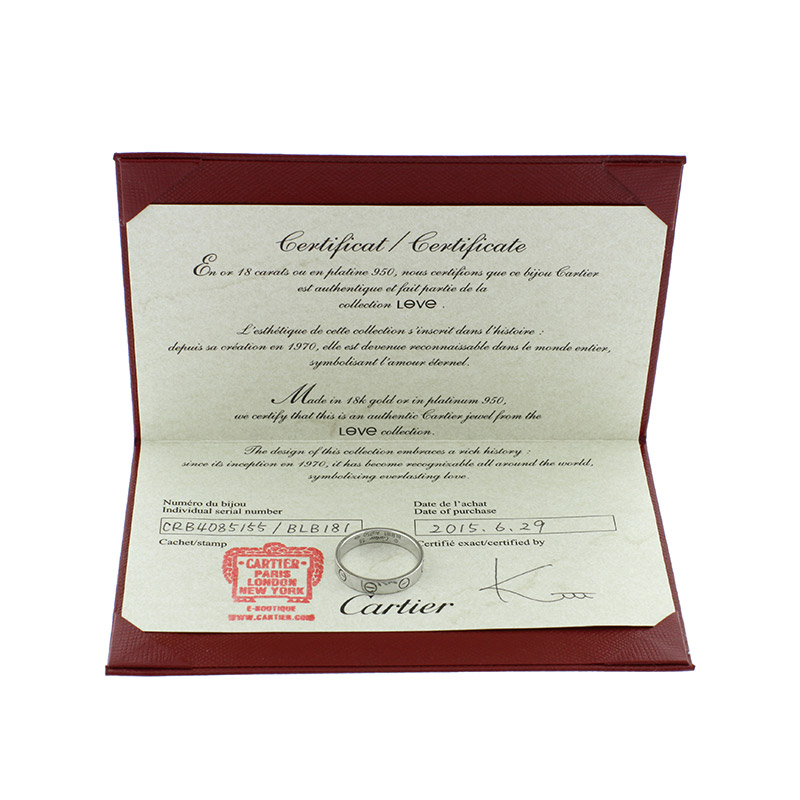 Certificat / Certificate
En or 18 carats ou en platine 950, nous certifions que ce bijou Cartier
est authentique et fait partie de la
collection LOVE .
L'esthétique de cette collection s'inscrit dans l'histoire :
depuis sa création en 1970, elle est devenue reconnaissable dans le monde entier,
symbolisant l'amour éternel.
Made in 18k gold or in platinum 950,
we certify that this is an authentic Cartier jewel from the
LOVE collection.
The design of this collection embraces a rich history :
since its inception en 1970, it has become recognizable all around the world,
symbolizing everlasting love.
Numéro du bijou
Individual serial number
CRB4085155 / BLB181
Cachet/stamp
Date de l'achat
Date of purchase
2015. 6. 29
Certifié exact/certified by
CARTIER
PARIS
LONDON
NEW YORK
E-BOUTIQUE
WWW.CARTIER.COM
Cartier